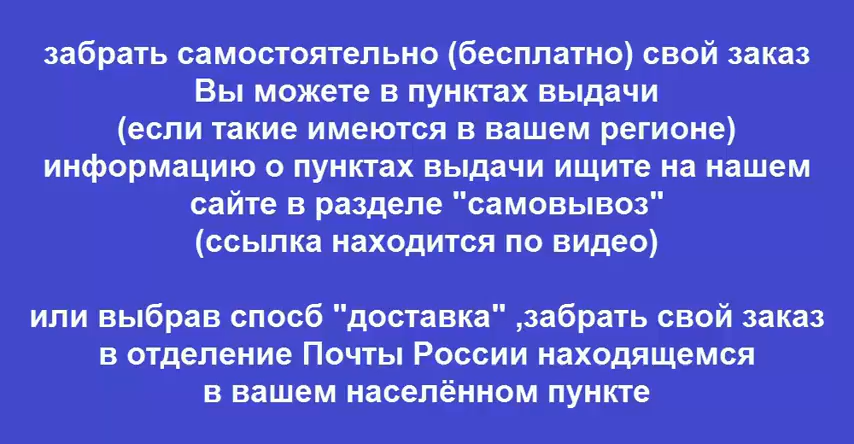 забрать самостоятельно (бесплатно) свой заказ
Вы можете в пунктах выдачи
(если такие имеются в вашем регионе)
информацию о пунктах выдачи ищите на нашем
сайте в разделе "самовывоз"
(ссылка находится по видео)
или выбрав спосб "доставка" ,забрать свой заказ
в отделение Почты России находящемся
в вашем населённом пункте